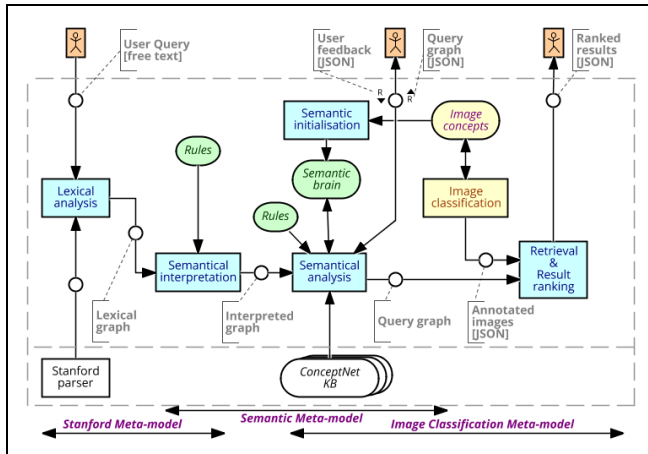 User Query
[free text]
User
feedback
[JSON]
Query
graph
[JSON]
Ranked
results
[JSON]
R
R
Semantic
initialisation
Image
concepts
Rules
Semantic
brain
Lexical
analysis
Image
classification
Rules
Semantical
interpretation
Semantical
analysis
Retrieval
&
Result
ranking
Lexical
graph
Interpreted
graph
Query graph
Annotated
images
[JSON]
Stanford
parser
ConceptNet
KB
Semantic Meta-model
Stanford Meta-model
Image Classification Meta-model